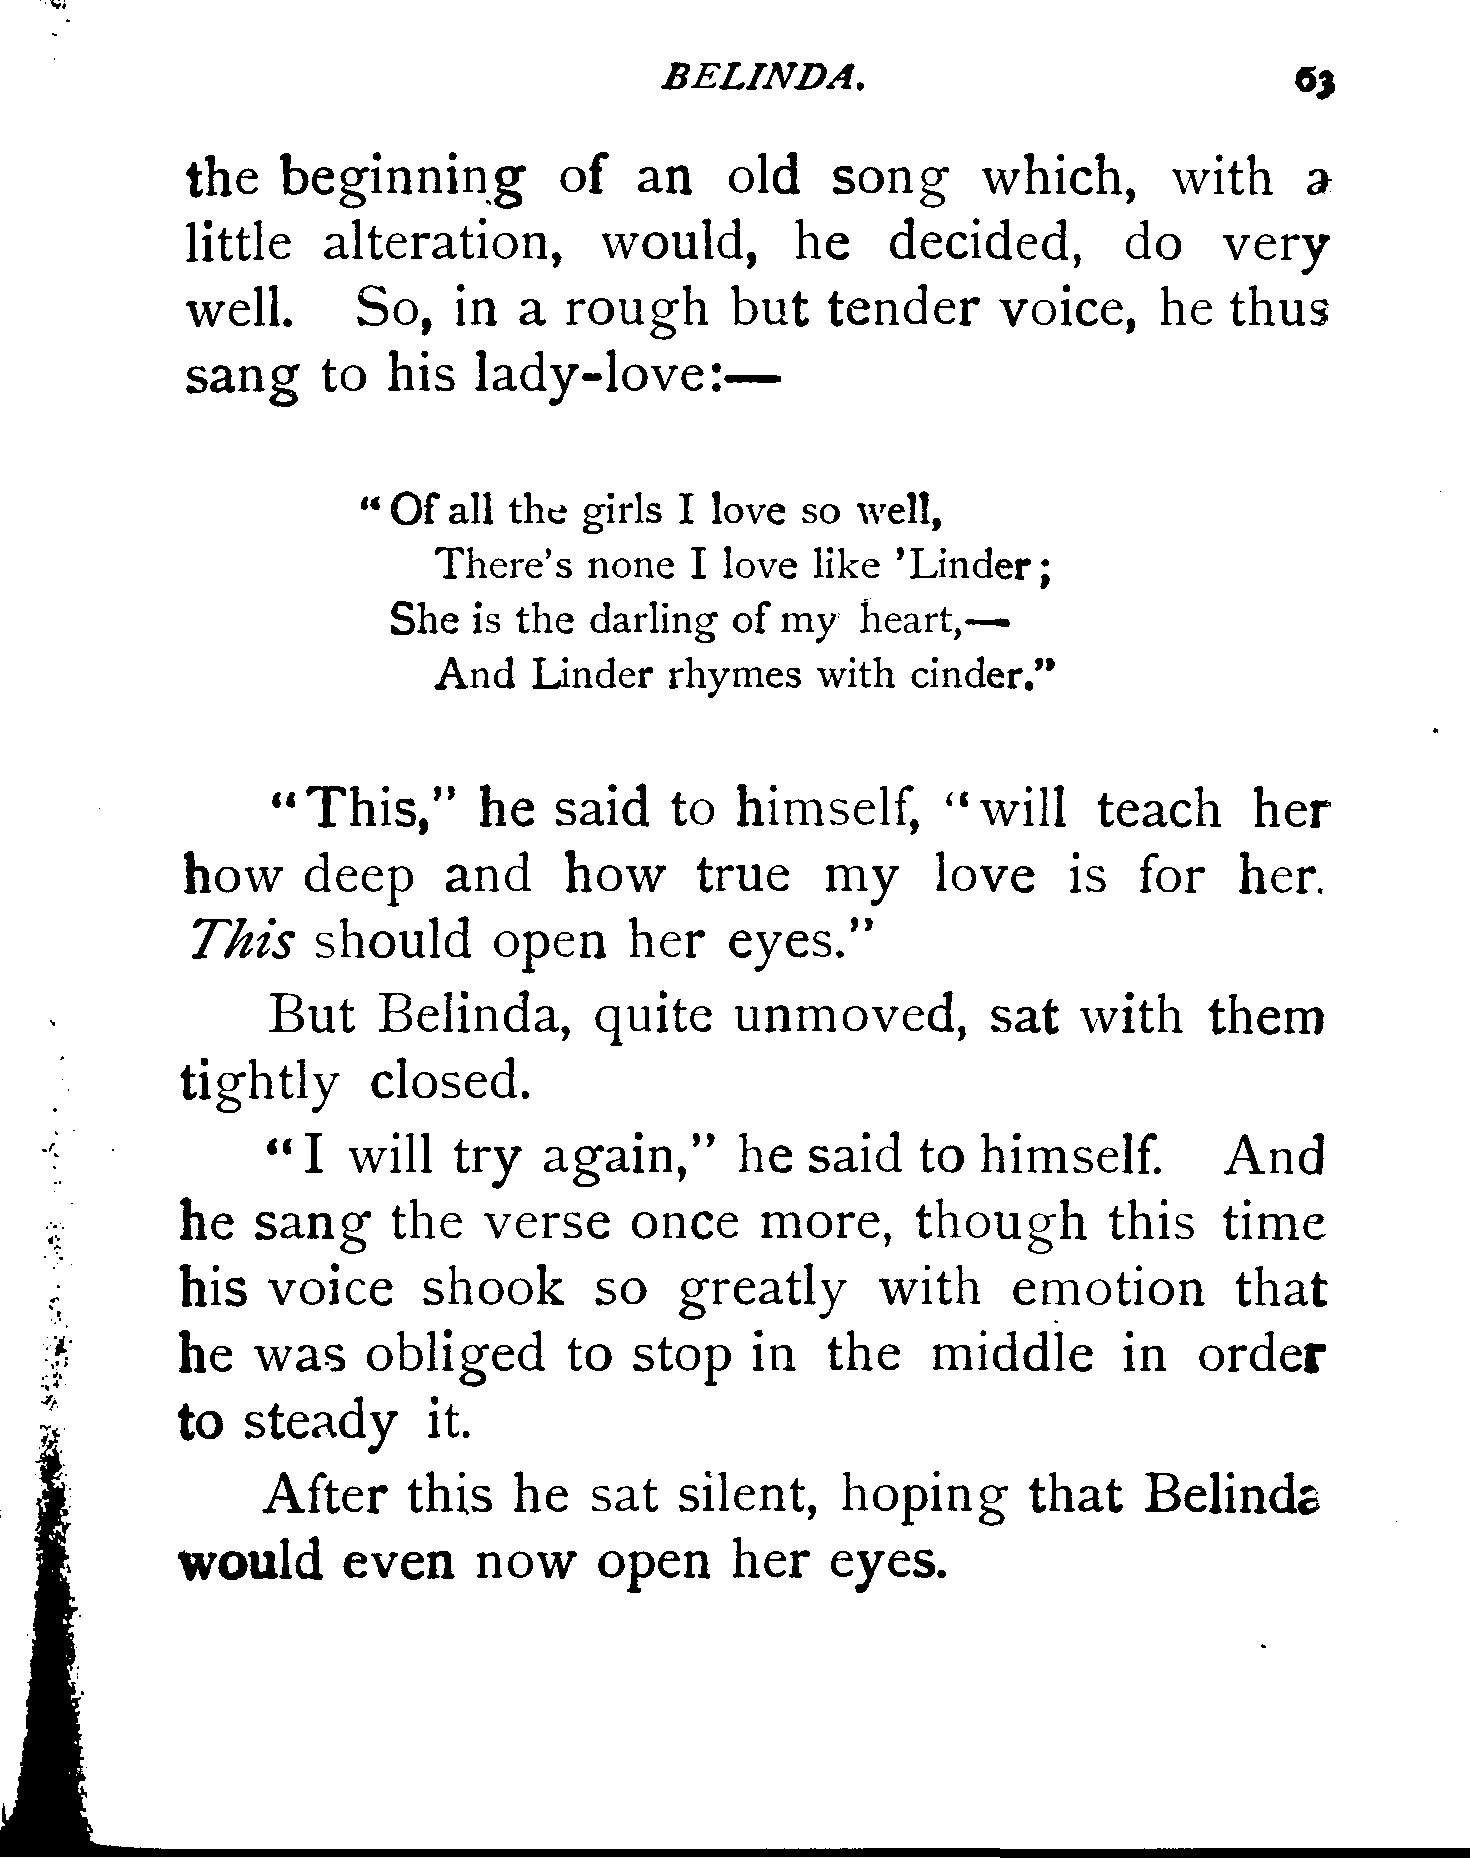 BELINDA. 63
the beginning of an old song which, with a
little alteration, would, he decided, do very
well. So, in a rough but tender voice, he thus
sang to his lady-love:—
“Of all the girls I love so well,
There's none I love like 'Linder;
She is the darling of my heart,—
And Linder rhymes with cinder.”
“This,” he said to himself, “will teach her
how deep and how true my love is for her.
This should open her eyes.”
But Belinda, quite unmoved, sat with them
tightly closed.
“I will try again,” he said to himself. And
he sang the verse once more, though this time
his voice shook so greatly with emotion that
he was obliged to stop in the middle in order
to steady it.
After this he sat silent, hoping that Belinda
would even now open her eyes.